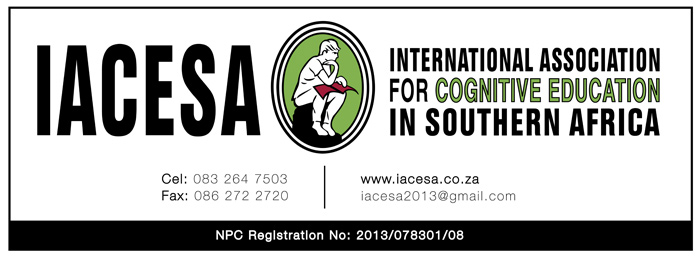 IACESA
INTERNATIONAL ASSOCIATION
FOR COGNITIVE EDUCATION
IN SOUTHERN AFRICA
Cel: 083 264 7503
Fax: 086 272 2720
www.iacesa.co.za
iacesa2013@gmail.com
NPC Registration No: 2013/078301/08